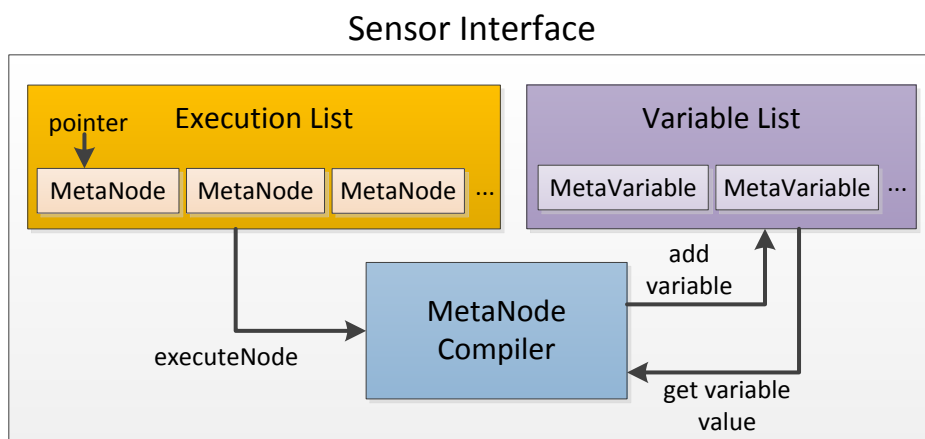 Sensor Interface
Execution List
pointer
MetaNode MetaNode MetaNode ...
Variable List
MetaVariable MetaVariable ...
add
variable
MetaNode
Compiler
executeNode
get variable
value